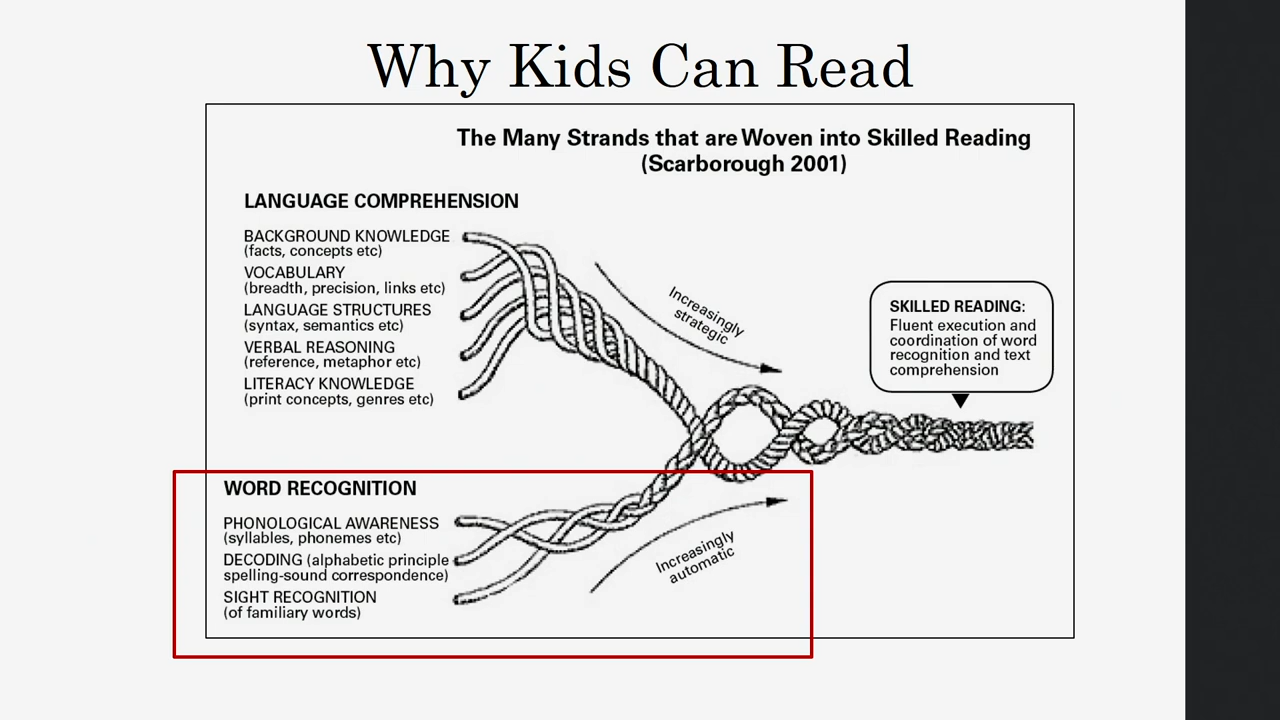 Why Kids Can Read
The Many Strands that are Woven into Skilled Reading
(Scarborough 2001)
LANGUAGE COMPREHENSION
BACKGROUND KNOWLEDGE
(facts, concepts etc)
VOCABULARY
(breadth, precision, links etc)
LANGUAGE STRUCTURES
(syntax, semantics etc)
VERBAL REASONING
(reference, metaphor etc)
LITERACY KNOWLEDGE
(print concepts, genres etc)
Increasingly
strategic
SKILLED READING:
Fluent execution and
coordination of word
recognition and text
comprehension
WORD RECOGNITION
PHONOLOGICAL AWARENESS
(syllables, phonemes etc)
DECODING (alphabetic principle
spelling-sound correspondence)
SIGHT RECOGNITION
(of familiary words)
Increasingly
automatic